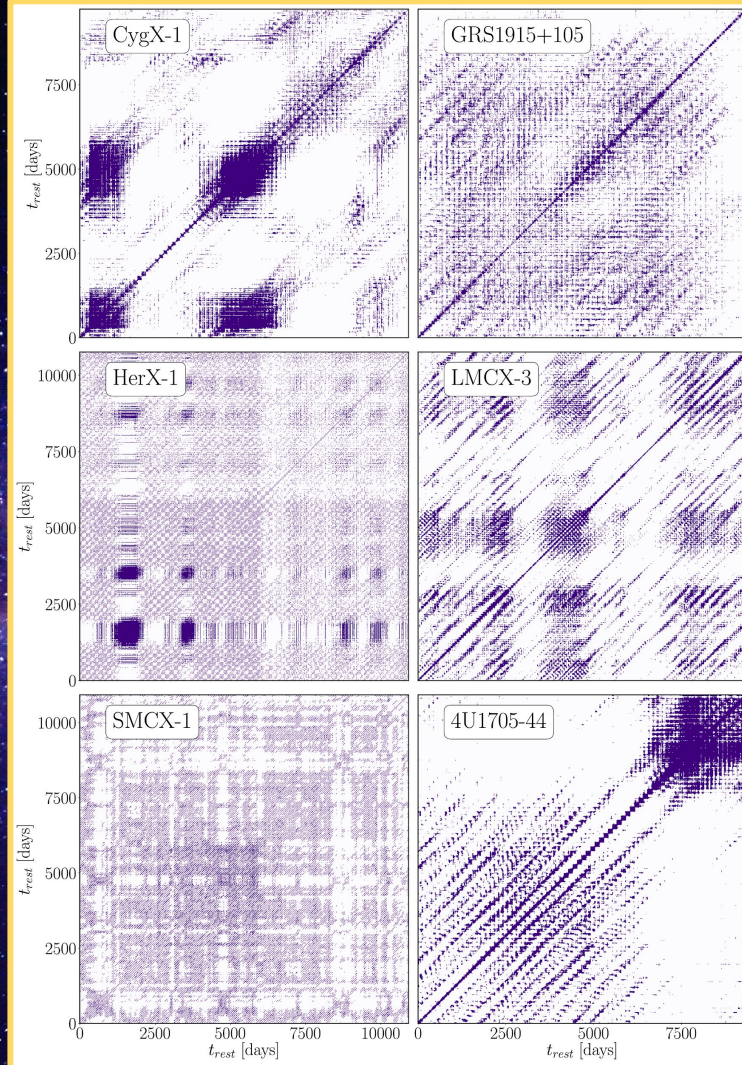 CygX-1
GRS1915+105
7500
5000
2500
0
t_rest [days]
HerX-1
LMCX-3
10000
7500
5000
2500
0
t_rest [days]
SMCX-1
4U1705-44
10000
7500
5000
2500
0
t_rest [days]
0 2500 5000 7500 10000
0 2500 5000 7500
t_rest [days]
t_rest [days]